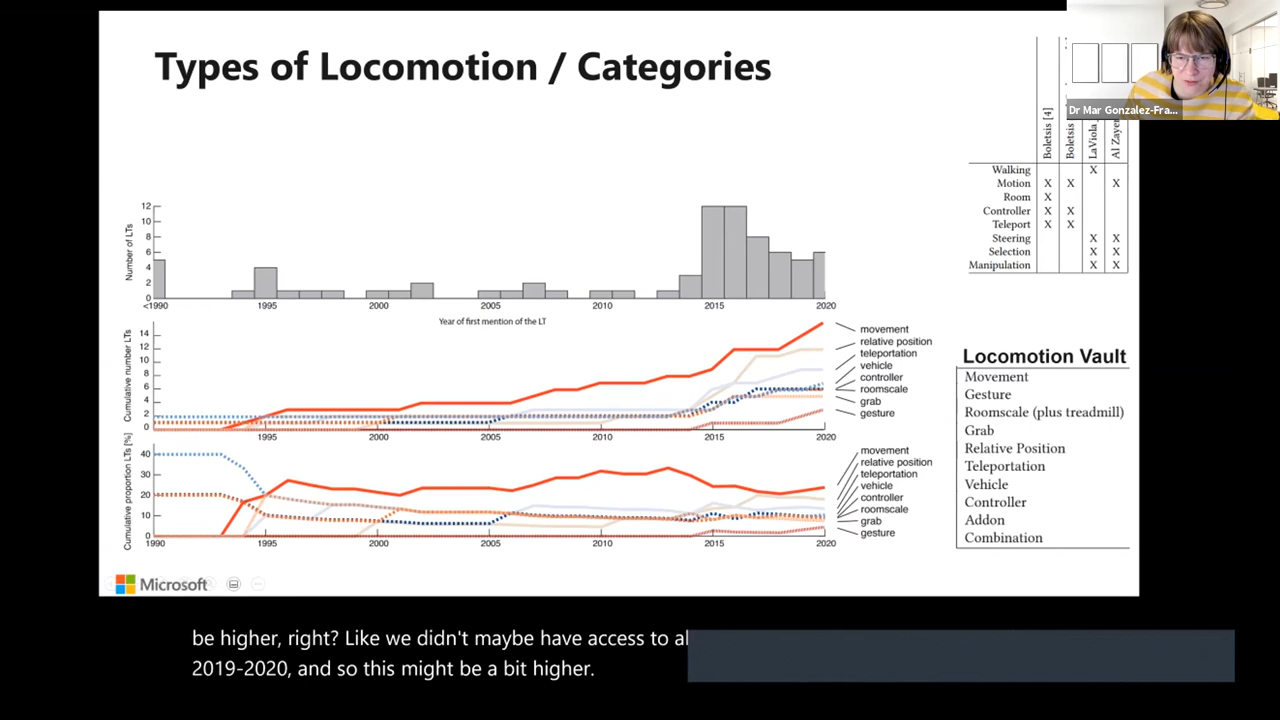 Types of Locomotion / Categories
Dr Mar Gonzalez-Fra...
Boletsis [4]
Boletsis
LaViola
Al Zayer
Walking X
Motion X X X
Room X
Controller X X
Teleport X X
Steering X X
Selection X X
Manipulation X X
Number of LTs
12
10
8
6
4
2
0
<1990 1995 2000 2005 2010 2015 2020
Year of first mention of the LT
Cumulative number LTs
14
12
10
8
6
4
2
0
1995 2000 2005 2010 2015 2020
movement
relative position
teleportation
vehicle
controller
roomscale
grab
gesture
Cumulative proportion LTs [%]
40
30
20
10
0
1990 1995 2000 2005 2010 2015 2020
movement
relative position
teleportation
vehicle
controller
roomscale
grab
gesture
Locomotion Vault
Movement
Gesture
Roomscale (plus treadmill)
Grab
Relative Position
Teleportation
Vehicle
Controller
Addon
Combination
Microsoft
be higher, right? Like we didn't maybe have access to
2019-2020, and so this might be a bit higher.